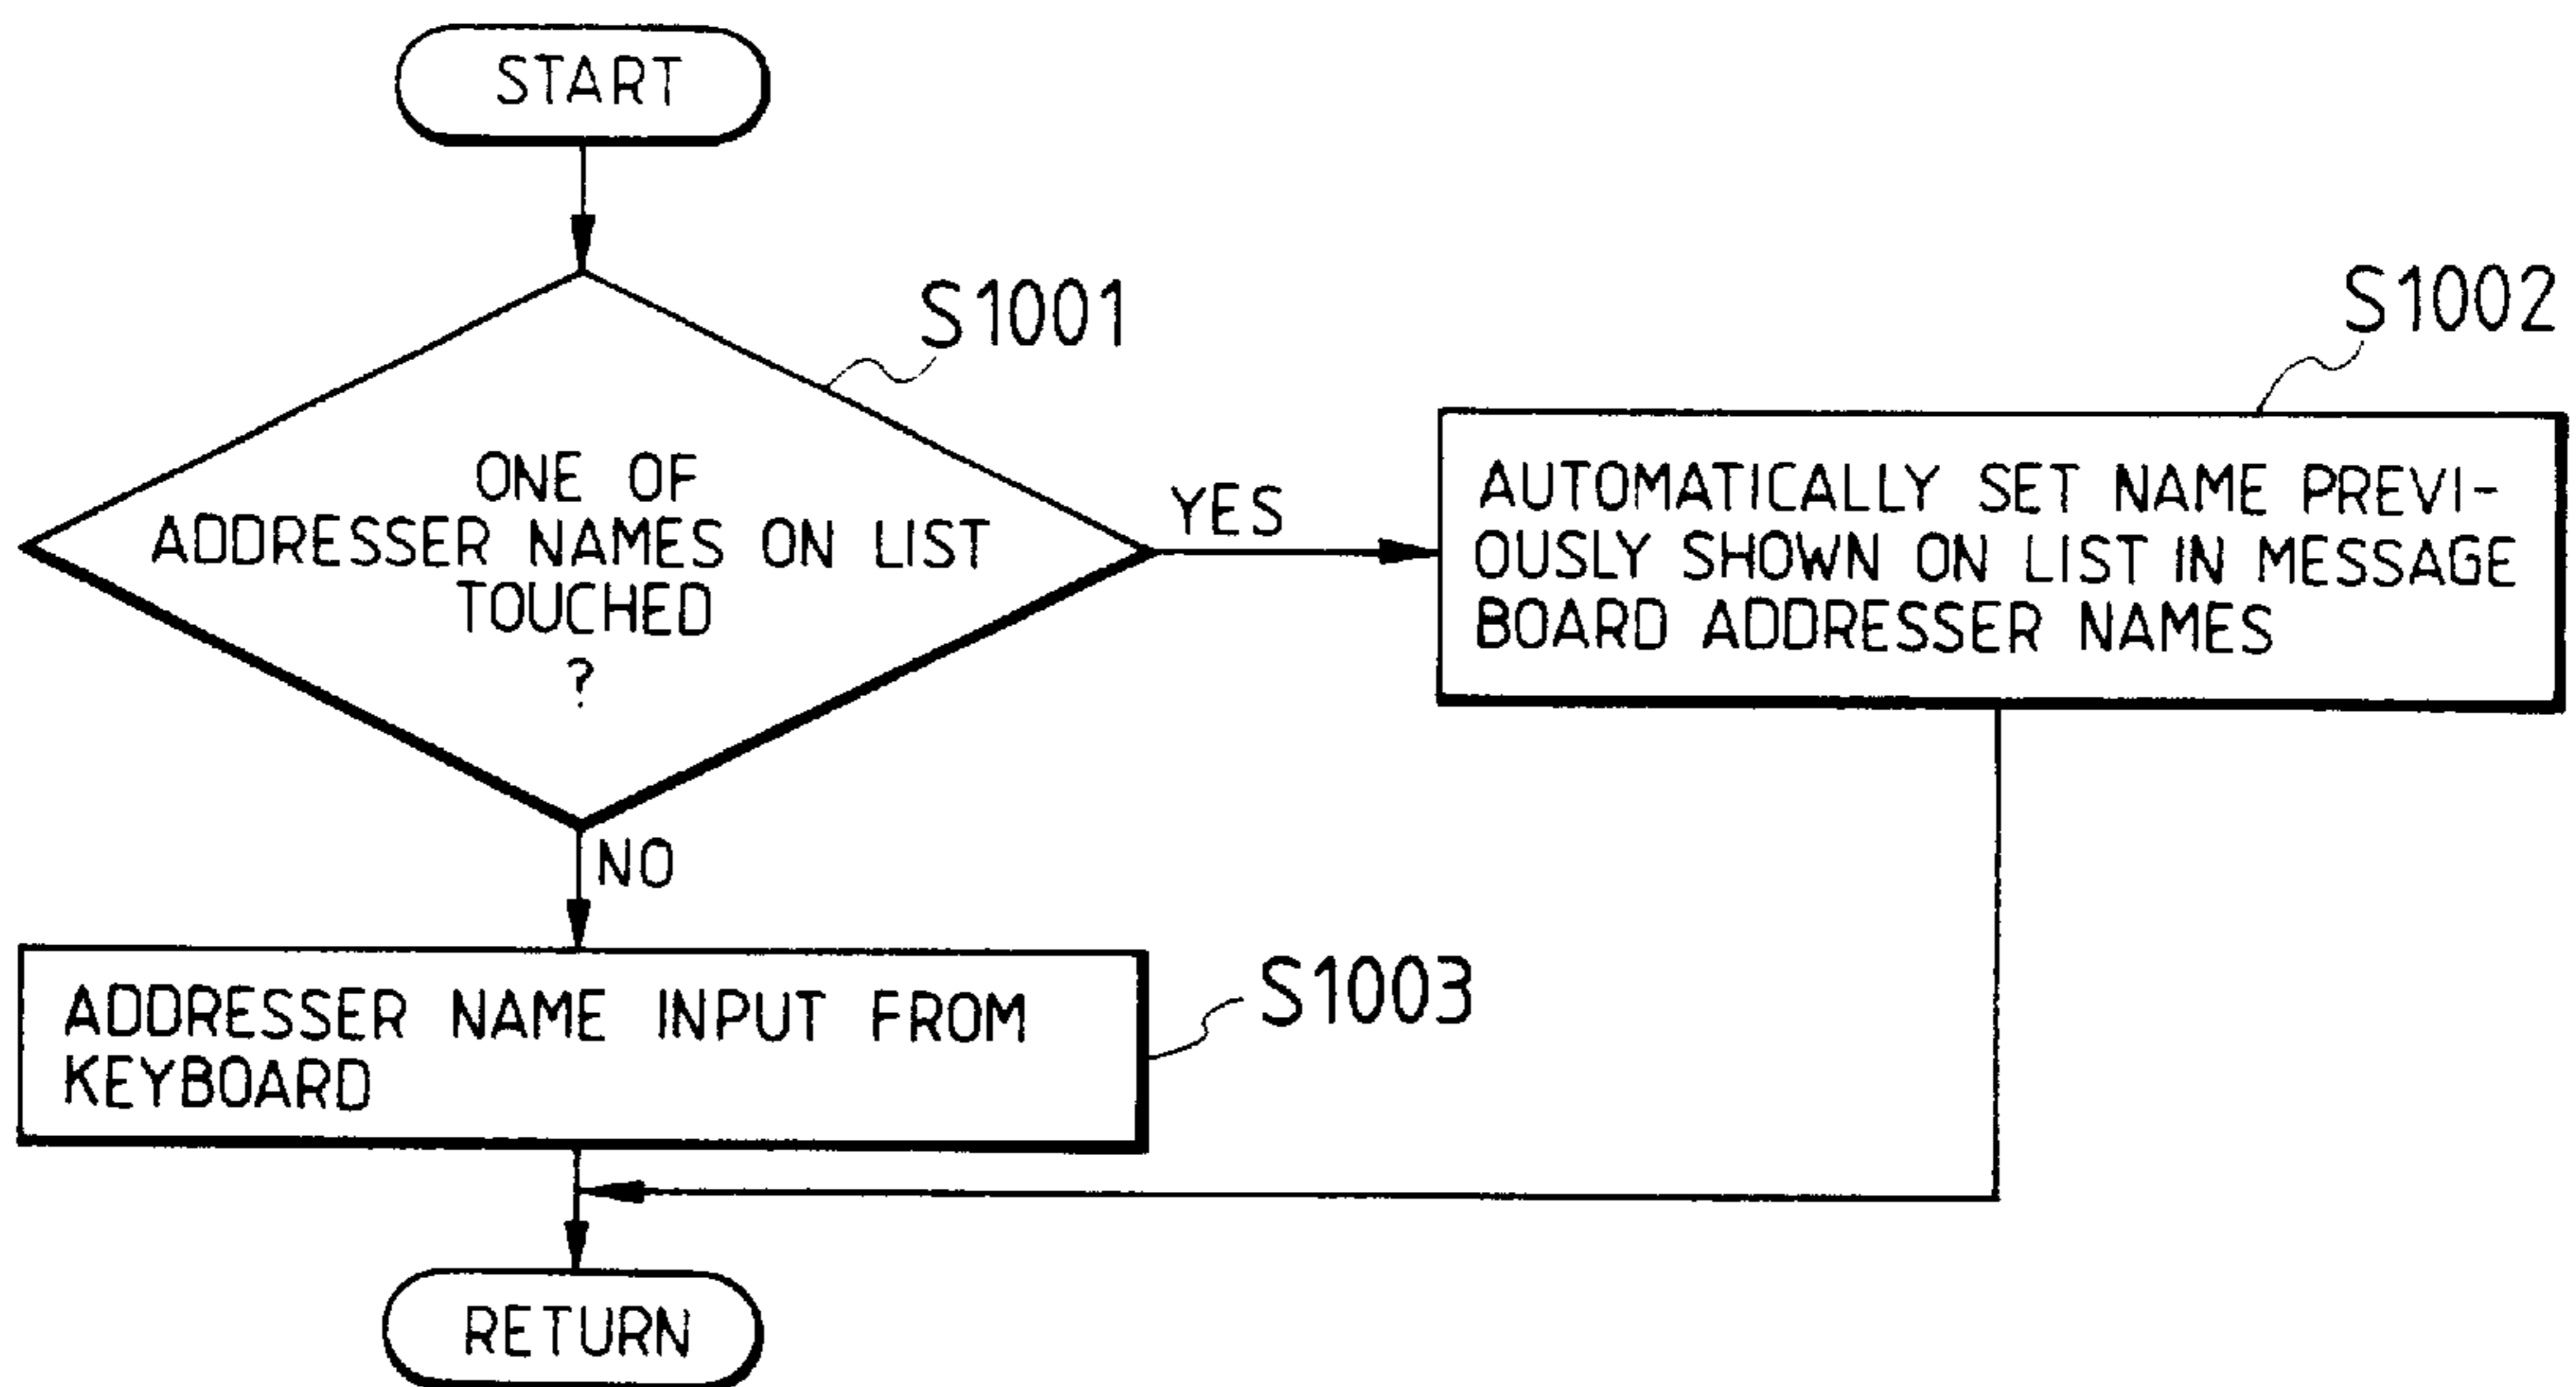 START
S1001
ONE OF
ADDRESSER NAMES ON LIST
TOUCHED
?
YES
S1002
AUTOMATICALLY SET NAME PREVI-
OUSLY SHOWN ON LIST IN MESSAGE
BOARD ADDRESSER NAMES
NO
ADDRESSER NAME INPUT FROM
KEYBOARD
S1003
RETURN